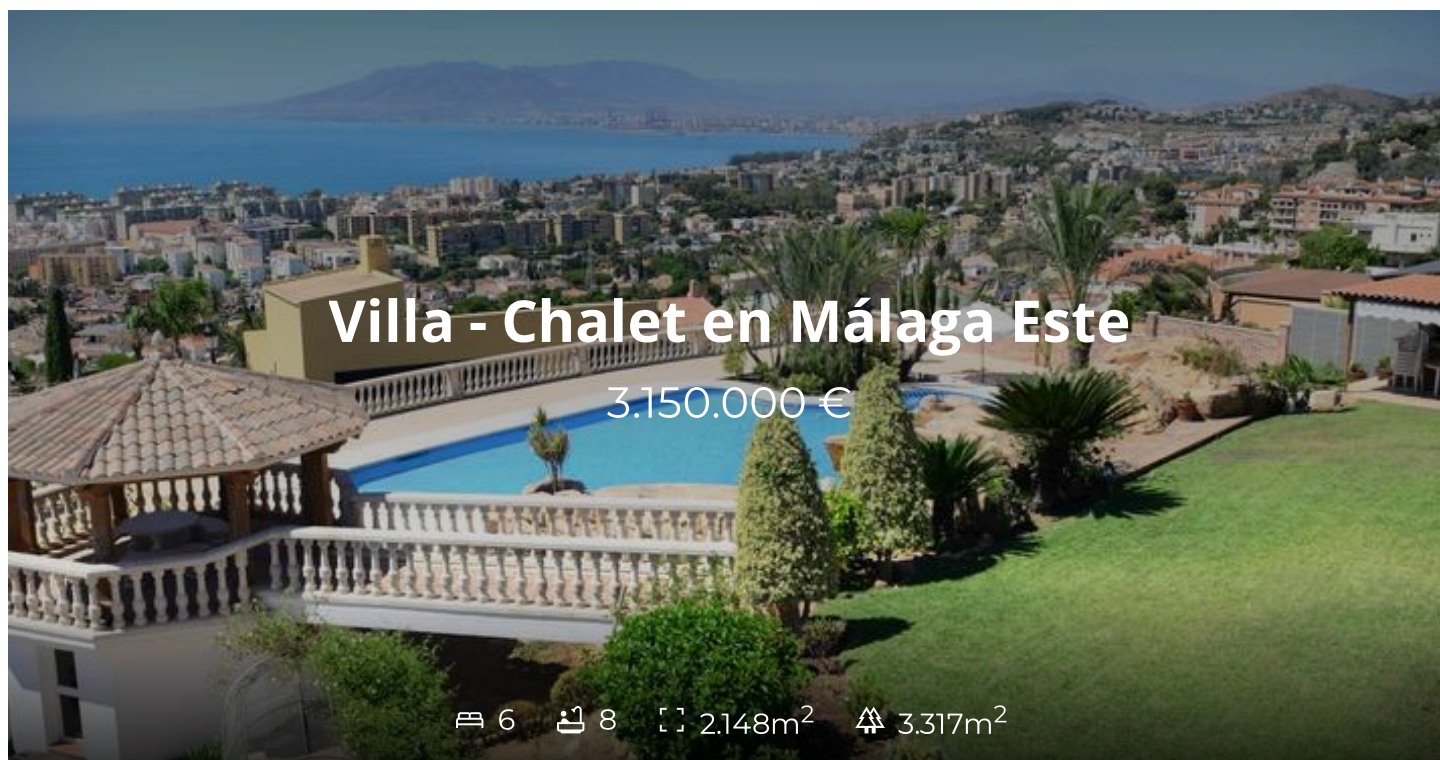 Villa - Chalet en Málaga Este
3.150.000 €
6 8 2.148m² 3.317m²